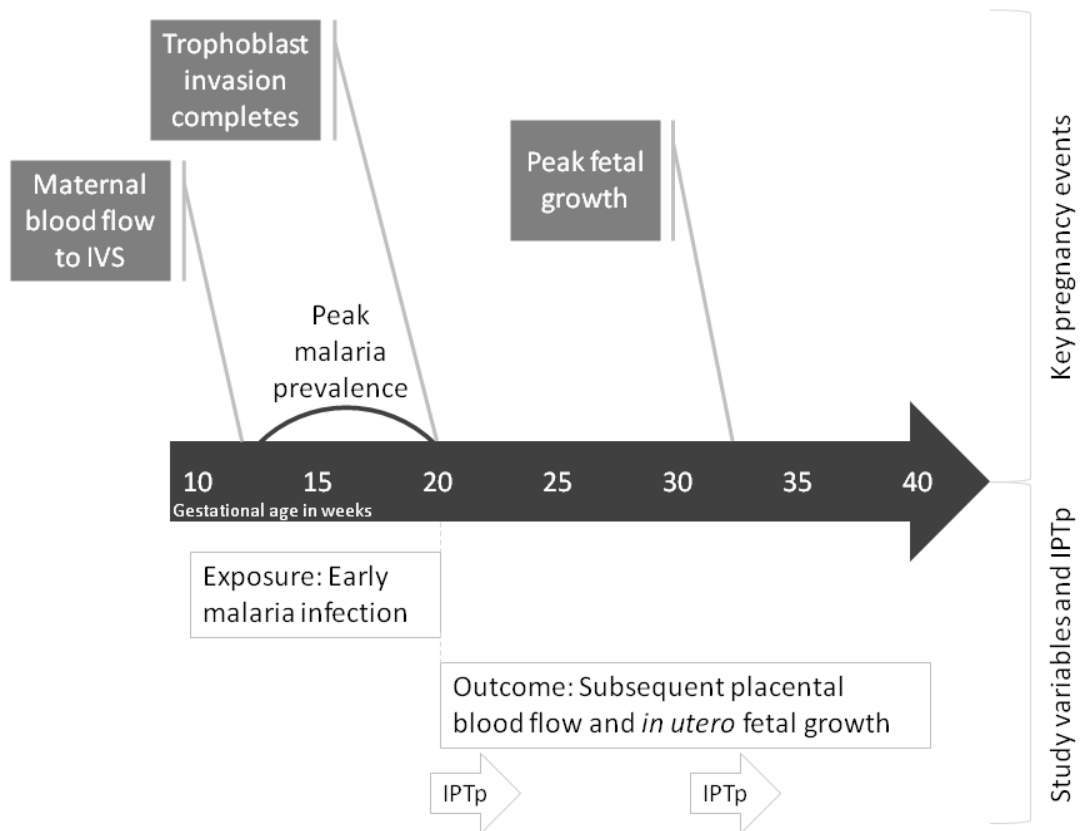 Trophoblast
invasion
completes
Maternal
blood flow
to IVS
Peak fetal
growth
Peak
malaria
prevalence
10 15 20 25 30 35 40
Gestational age in weeks
Exposure: Early
malaria infection
Outcome: Subsequent placental
blood flow and in utero fetal growth
IPTp IPTp
Key pregnancy events
Study variables and IPTp